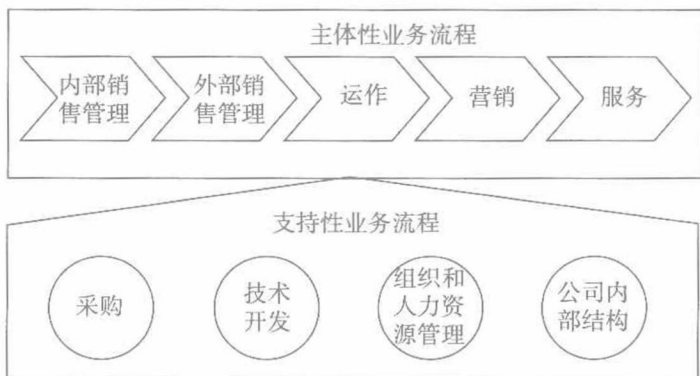 主体性业务流程
内部销
售管理
外部销
售管理
运作
营销
服务
支持性业务流程
采购
技术
开发
组织和
人力资
源管理
公司内
部结构